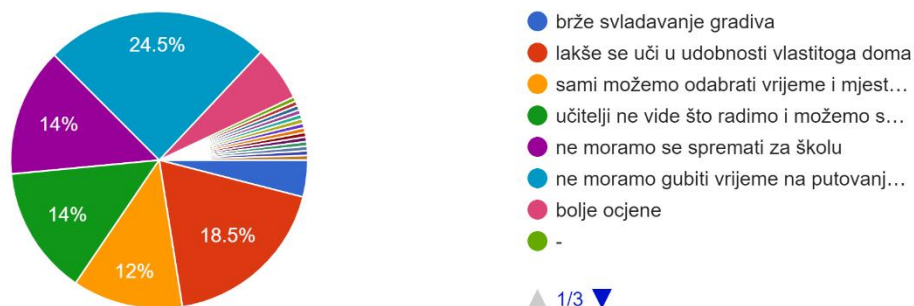 24.5%
14%
14%
12%
18.5%
brže svladavanje gradiva
lakše se uči u udobnosti vlastitoga doma
sami možemo odabrati vrijeme i mjest…
učitelji ne vide što radimo i možemo s…
ne moramo se spremati za školu
ne moramo gubiti vrijeme na putovanj…
bolje ocjene
-
1/3